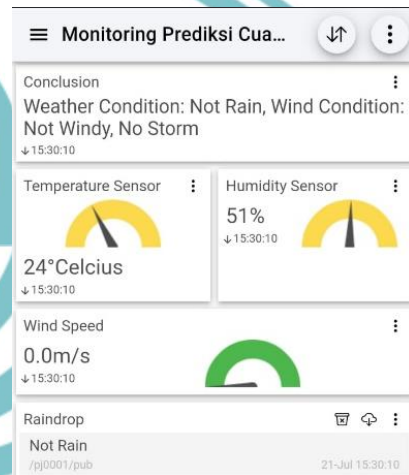 Monitoring Prediksi Cua...
Conclusion
Weather Condition: Not Rain, Wind Condition:
Not Windy, No Storm
↓15:30:10
Temperature Sensor
24°Celcius
↓15:30:10
Humidity Sensor
51%
↓15:30:10
Wind Speed
0.0m/s
↓15:30:10
Raindrop
Not Rain
/pj0001/pub 21-Jul 15:30:10